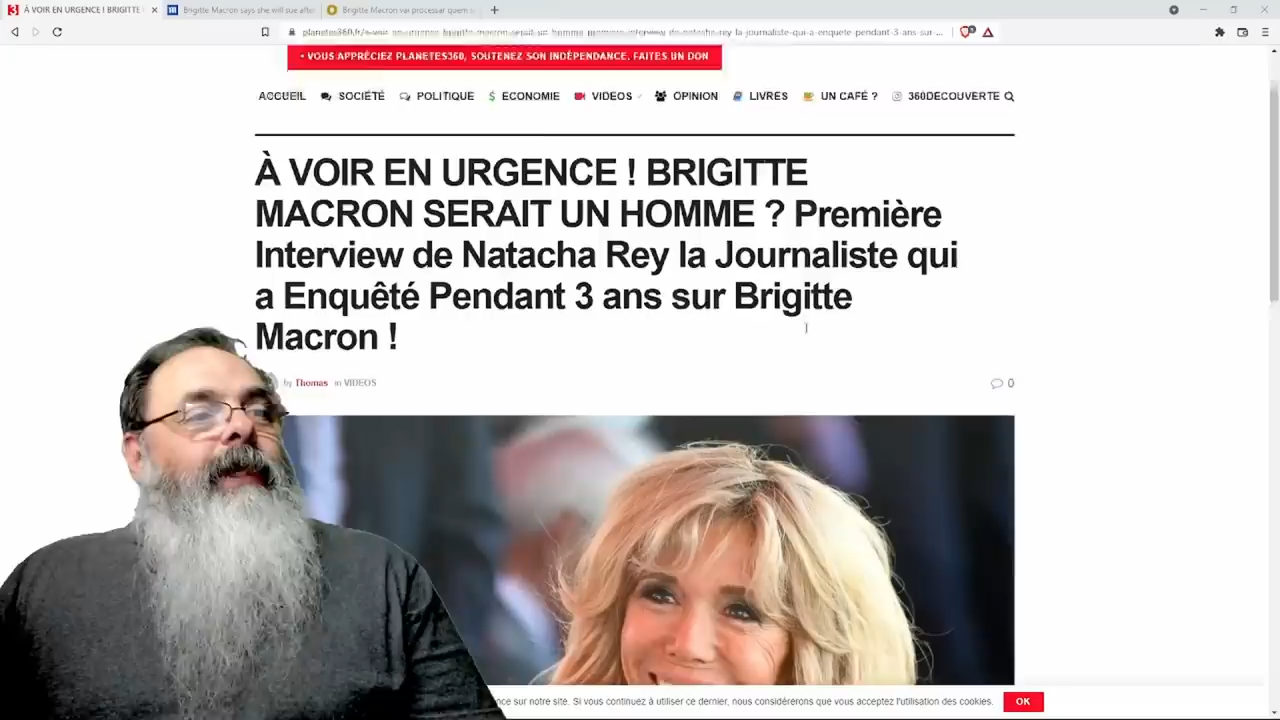 À VOIR EN URGENCE ! BRIGITTE
Brigitte Macron says she will sue after
Brigitte Macron vai processar quem
• VOUS APPRÉCIEZ PLANETES360, SOUTENEZ SON INDÉPENDANCE, FAITES UN DON
ACCUEIL SOCIÉTÉ POLITIQUE $ ECONOMIE VIDEOS OPINION LIVRES UN CAFÉ ? 360DECOUVERTE
À VOIR EN URGENCE ! BRIGITTE
MACRON SERAIT UN HOMME ? Première
Interview de Natacha Rey la Journaliste qui
a Enquêté Pendant 3 ans sur Brigitte
Macron !
by Thomas in VIDEOS
0
sur notre site. Si vous continuez à utiliser ce dernier, nous considérerons que vous acceptez l'utilisation des cookies. OK